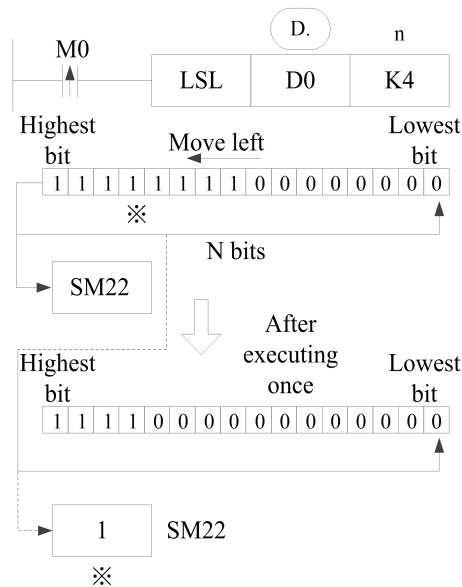 D. n
M0
LSL D0 K4
Highest bit Move left Lowest bit
1 1 1 1 1 1 1 1 0 0 0 0 0 0 0 0
※
N bits
SM22
After executing once
Highest bit Lowest bit
1 1 1 1 0 0 0 0 0 0 0 0 0 0 0 0
1 SM22
※